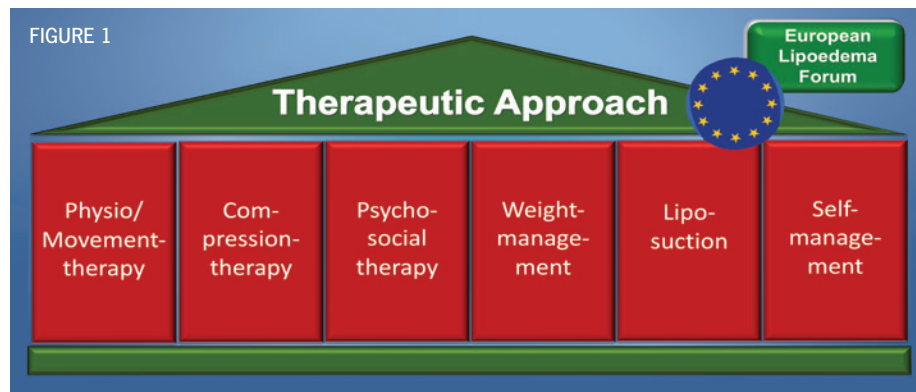 FIGURE 1
European
Lipoedema
Forum
Therapeutic Approach
Physio/
Movement-
therapy
Com-
pression-
therapy
Psycho-
social
therapy
Weight-
manage-
ment
Lipo-
suction
Self-
manage-
ment